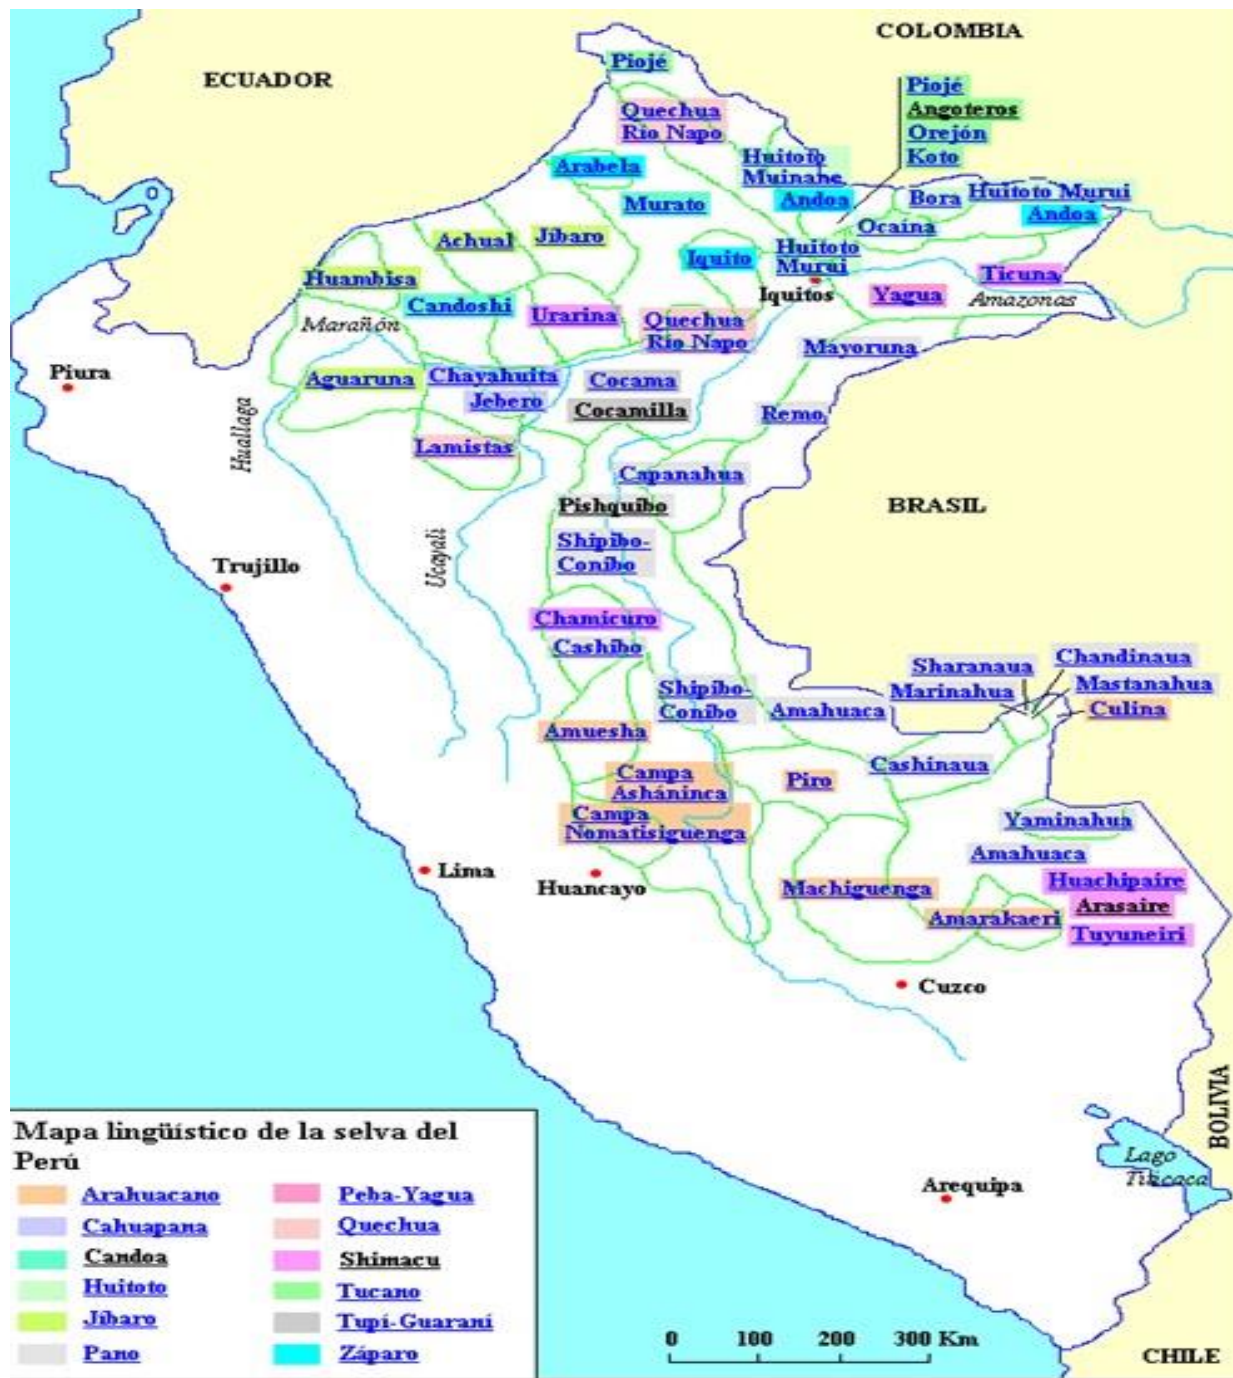 COLOMBIA
ECUADOR
Piojé
Piojé
Quechua
Rio Napo
Angoteros
Orejón
Koto
Arabela
Huitoto
Muinane
Murato
Andoa
Bora
Huitoto Murui
Andoa
Ocaína
Achual
Jíbaro
Iquito
Huitoto
Murui
Huambisa
Ticuna
Candoshi
Urarina
Iquitos
Yagua
Amazonas
Marañón
Quechua
Rio Napo
Mayoruna
Piura
Aguaruna
Chayahuita
Jebero
Cocama
Cocamilla
Remo
Huallaga
Lamistas
Capanahua
Pishquibo
BRASIL
Shipibo-
Conibo
Ucayali
Trujillo
Chamicuro
Cashibo
Sharanaua
Chandinaua
Marinahua
Mastanahua
Culina
Shipibo-
Conibo
Amahuaca
Amuesha
Cashinaua
Campa
Asháninca
Piro
Campa
Nomatisiguenga
Yaminahua
Amahuaca
Lima
Huancayo
Machiguenga
Huachipaire
Amarakaeri
Arasaire
Tuyuneiri
Cuzco
BOLIVIA
Lago
Titicaca
Arequipa
Mapa lingüístico de la selva del
Perú
Arahuacano
Cahuapana
Candoa
Huitoto
Jíbaro
Pano
Peba-Yagua
Quechua
Shimacu
Tucano
Tupí-Guaraní
Záparo
0 100 200 300 Km
CHILE